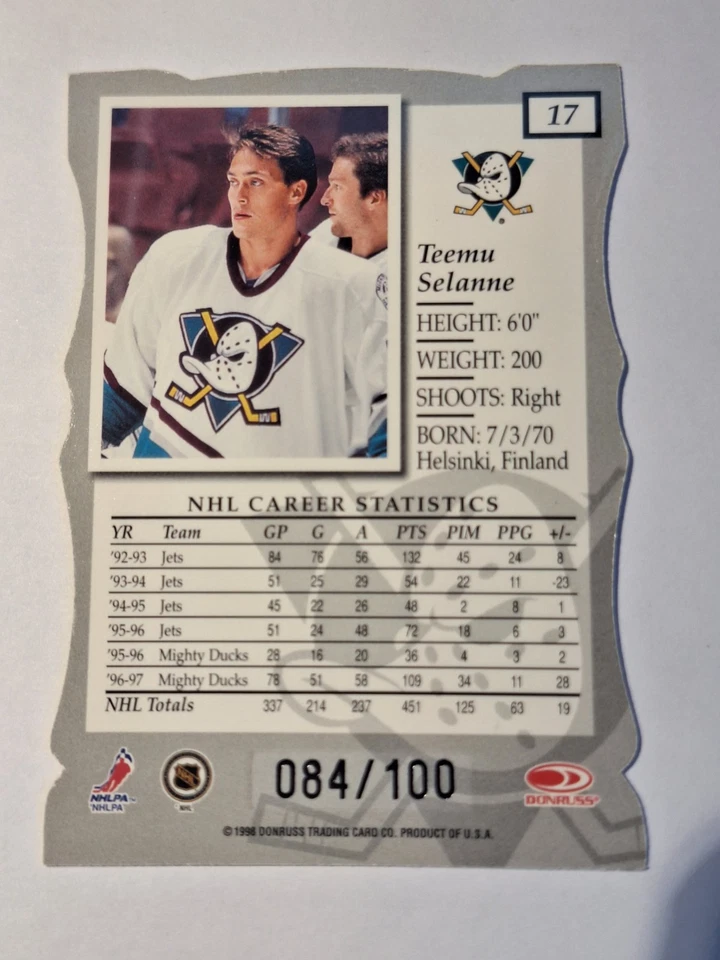 17
Teemu
Selanne
HEIGHT: 6'0"
WEIGHT: 200
SHOOTS: Right
BORN: 7/3/70
Helsinki, Finland
NHL CAREER STATISTICS
YR Team GP G A PTS PIM PPG +/-
'92-93 Jets 84 76 56 132 45 24 8
'93-94 Jets 51 25 29 54 22 11 -23
'94-95 Jets 45 22 26 48 2 8 1
'95-96 Jets 51 24 48 72 18 6 3
'95-96 Mighty Ducks 28 16 20 36 4 3 2
'96-97 Mighty Ducks 78 51 58 109 34 11 28
NHL Totals 337 214 237 451 125 63 19
084/100
NHLPA™
"NHLPA"
NHL
DONRUSS®
©1998 DONRUSS TRADING CARD CO. PRODUCT OF U.S.A.